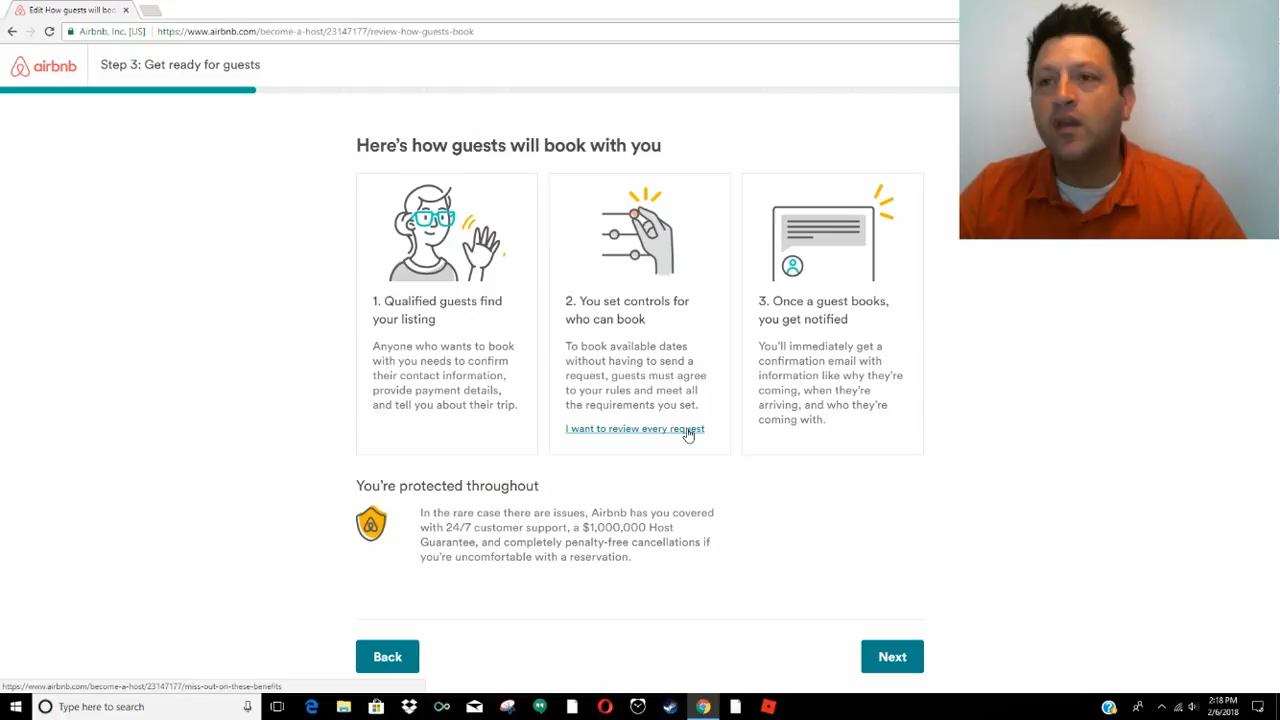 Edit How guests will boo
Airbnb, Inc. [US] https://www.airbnb.com/become-a-host/23147177/review-how-guests-book
airbnb
Step 3: Get ready for guests
Here's how guests will book with you
1. Qualified guests find
your listing
Anyone who wants to book
with you needs to confirm
their contact information,
provide payment details,
and tell you about their trip.
2. You set controls for
who can book
To book available dates
without having to send a
request, guests must agree
to your rules and meet all
the requirements you set.
I want to review every request
3. Once a guest books,
you get notified
You'll immediately get a
confirmation email with
information like why they're
coming, when they're
arriving, and who they're
coming with.
You're protected throughout
In the rare case there are issues, Airbnb has you covered
with 24/7 customer support, a $1,000,000 Host
Guarantee, and completely penalty-free cancellations if
you're uncomfortable with a reservation.
Back
Next
https://www.airbnb.com/become-a-host/23147177/miss-out-on-these-benefits
Type here to search
2:18 PM
2/6/2018